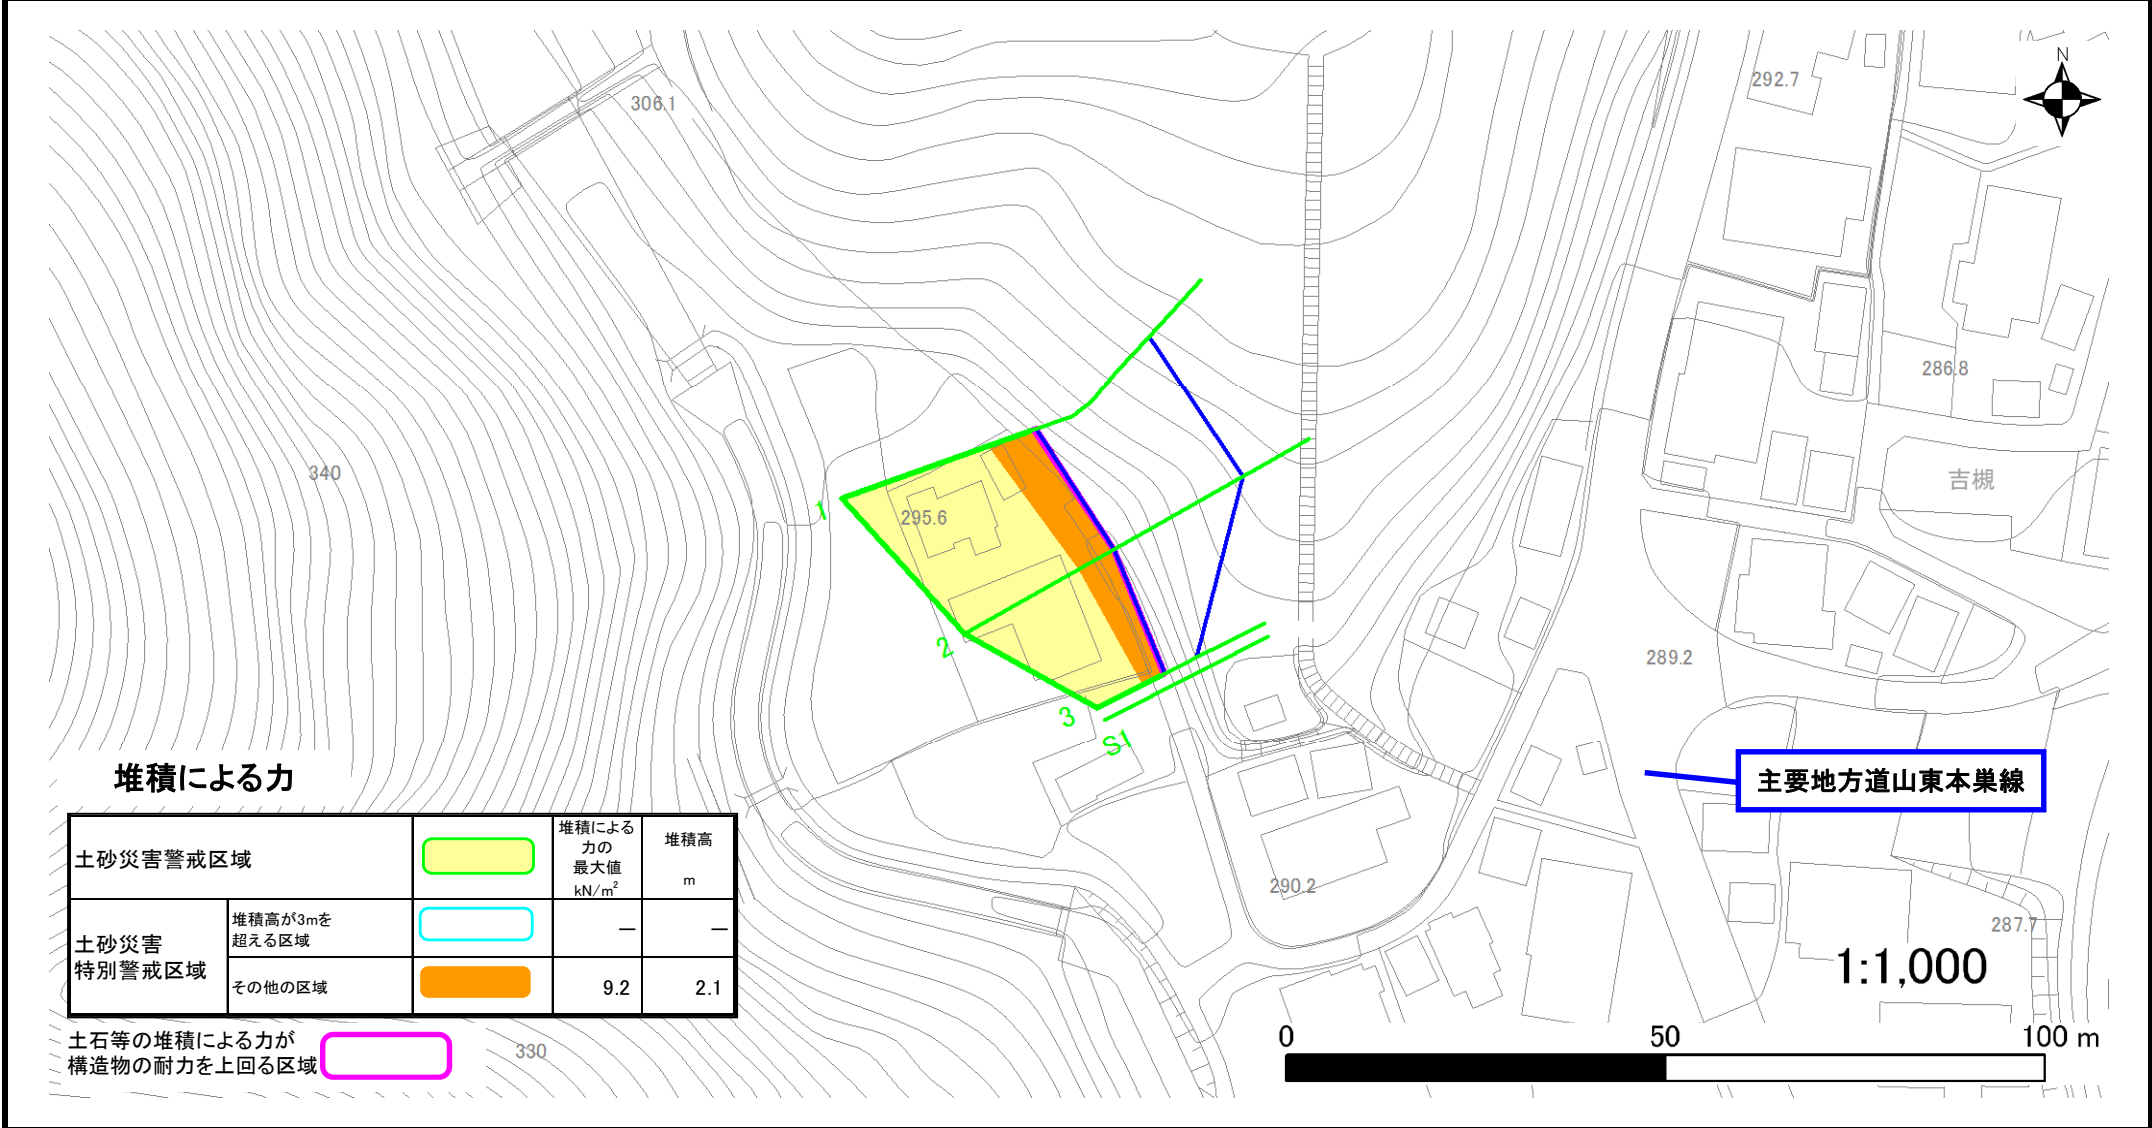 N
292.7
306.1
286.8
340
吉槻
1
295.6
2
289.2
3
S1
堆積による力
主要地方道山東本巣線
土砂災害警戒区域
堆積による
力の
最大値
kN/m²
堆積高
m
290.2
土砂災害
特別警戒区域
堆積高が3mを
超える区域
—
—
287.7
1:1,000
その他の区域
9.2
2.1
土石等の堆積による力が
構造物の耐力を上回る区域
330
0
50
100 m